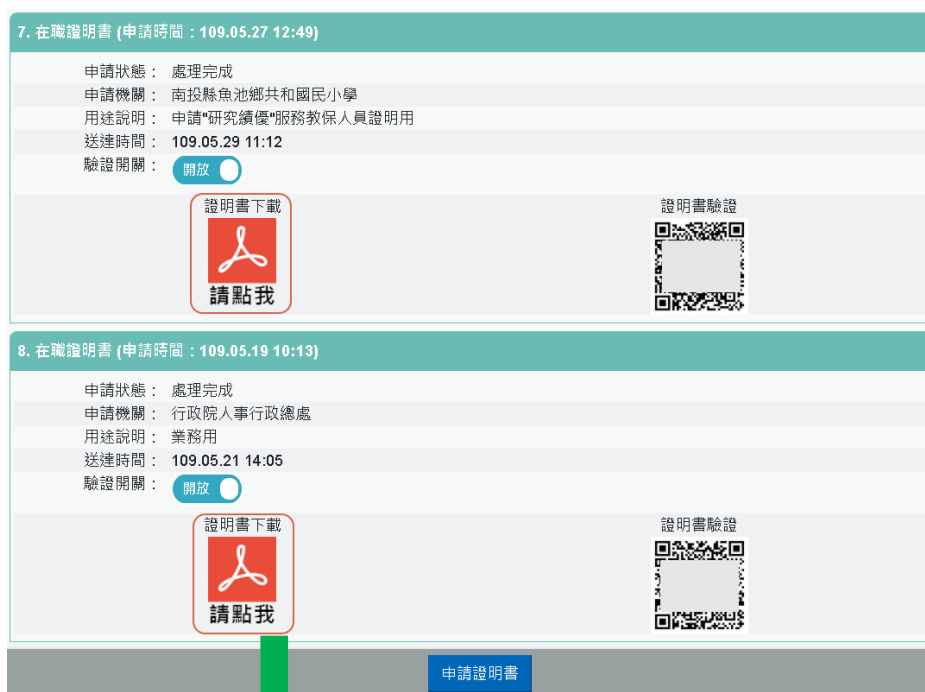 7. 在職證明書 (申請時間：109.05.27 12:49)
申請狀態： 處理完成
申請機關： 南投縣魚池鄉共和國民小學
用途說明： 申請"研究績優"服務教保人員證明用
送達時間： 109.05.29 11:12
驗證開關： 開放
證明書下載 證明書驗證
請點我
8. 在職證明書 (申請時間：109.05.19 10:13)
申請狀態： 處理完成
申請機關： 行政院人事行政總處
用途說明： 業務用
送達時間： 109.05.21 14:05
驗證開關： 開放
證明書下載 證明書驗證
請點我
申請證明書